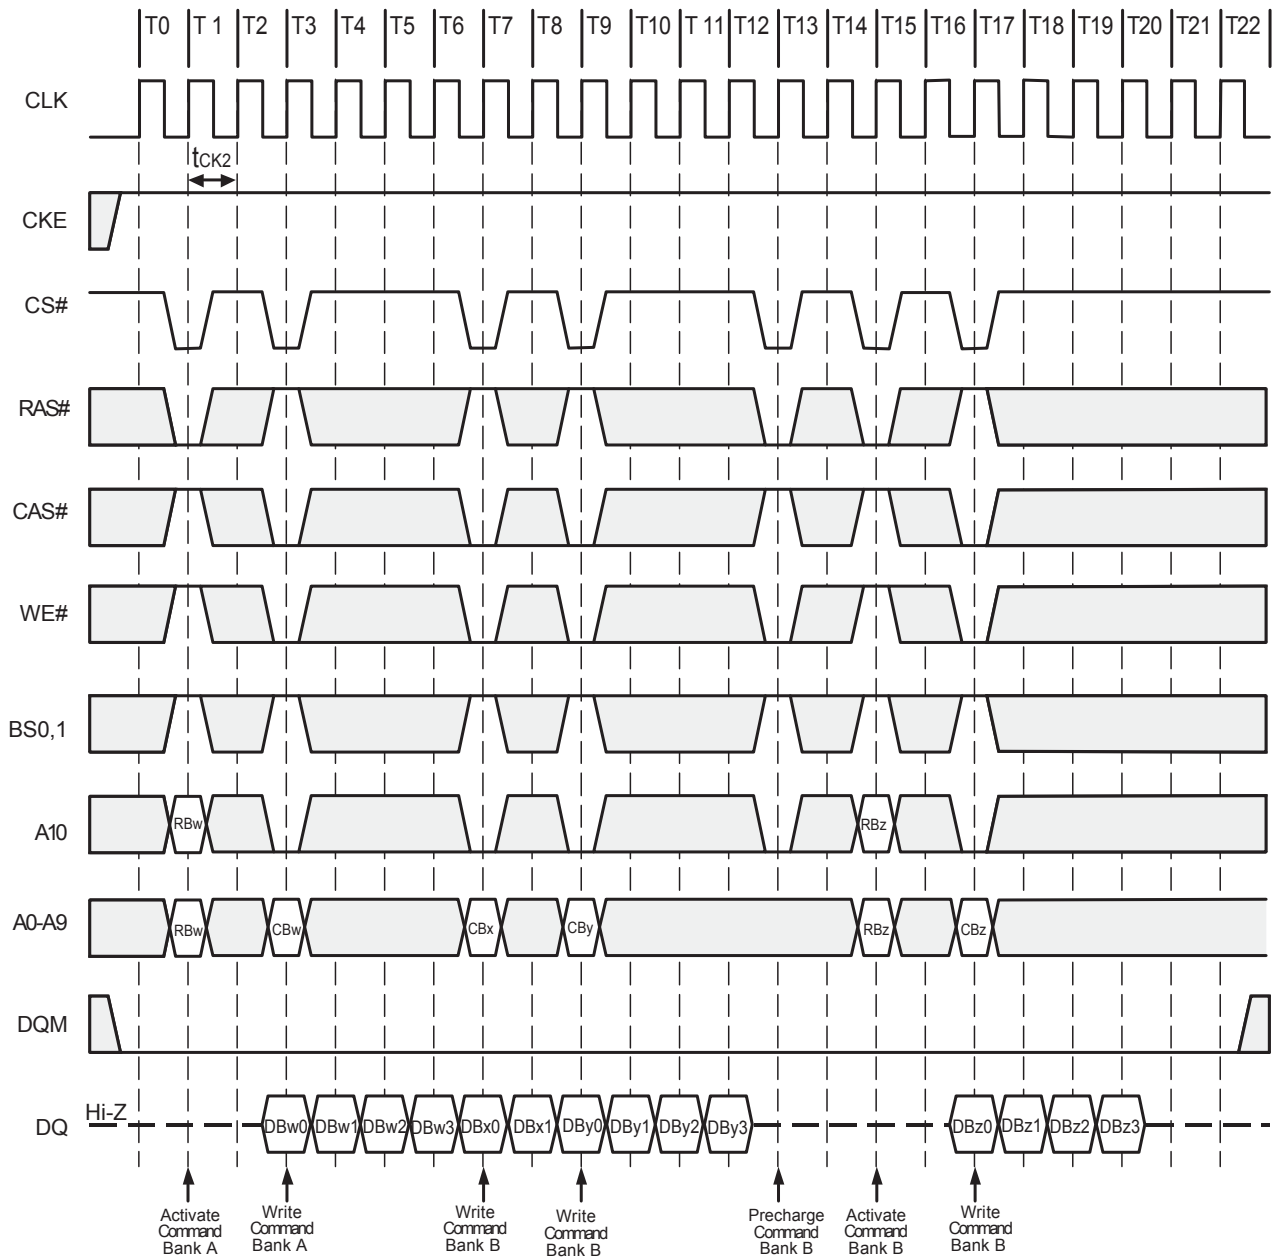 T0 T 1 T2 T3 T4 T5 T6 T7 T8 T9 T10 T 11 T12 T13 T14 T15 T16 T17 T18 T19 T20 T21 T22
CLK
tCK2
CKE
CS#
RAS#
CAS#
WE#
BS0,1
A10 RBw RBz
A0-A9 RBw CBw CBx CBy RBz CBz
DQM
DQ Hi-Z DBw0 DBw1 DBw2 DBw3 DBx0 DBx1 DBy0 DBy1 DBy2 DBy3 DBz0 DBz1 DBz2 DBz3
Activate Write Write Write Precharge Activate Write
Command Command Command Command Command Command Command
Bank A Bank A Bank B Bank B Bank B Bank B Bank B